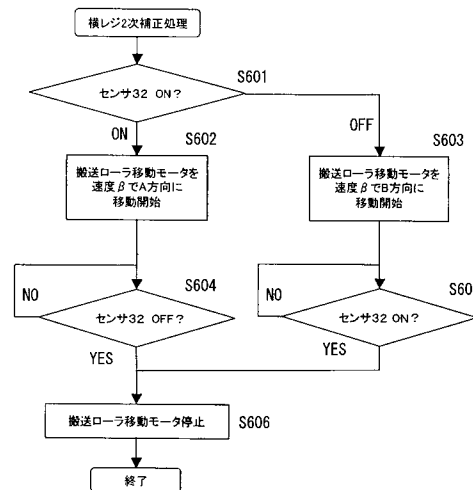 横レジ2次補正処理
センサ32 ON?
S601
ON
OFF
S602
S603
搬送ローラ移動モータを
速度βでA方向に
移動開始
搬送ローラ移動モータを
速度βでB方向に
移動開始
NO
S604
センサ32 OFF?
YES
NO
S60
センサ32 ON?
YES
搬送ローラ移動モータ停止
S606
終了